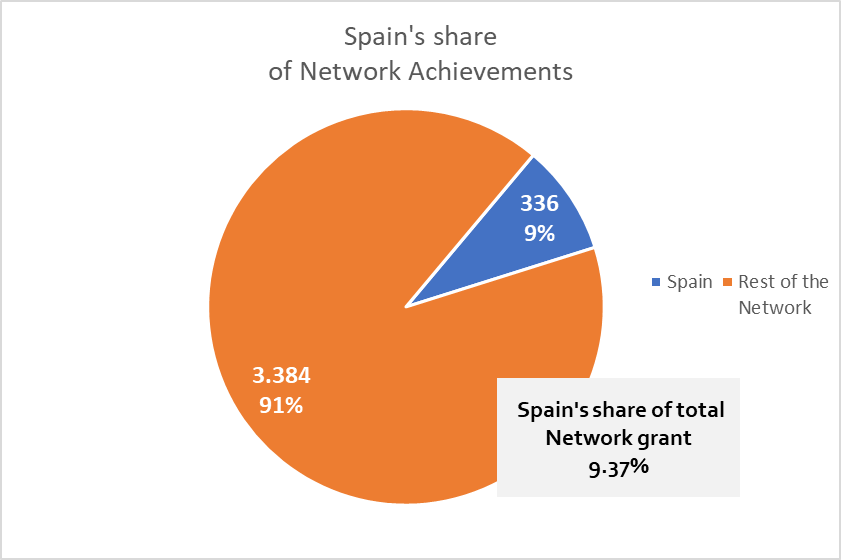 Spain's share
of Network Achievements
336
9%
Spain
Rest of the
Network
3.384
91%
Spain's share of total
Network grant
9.37%